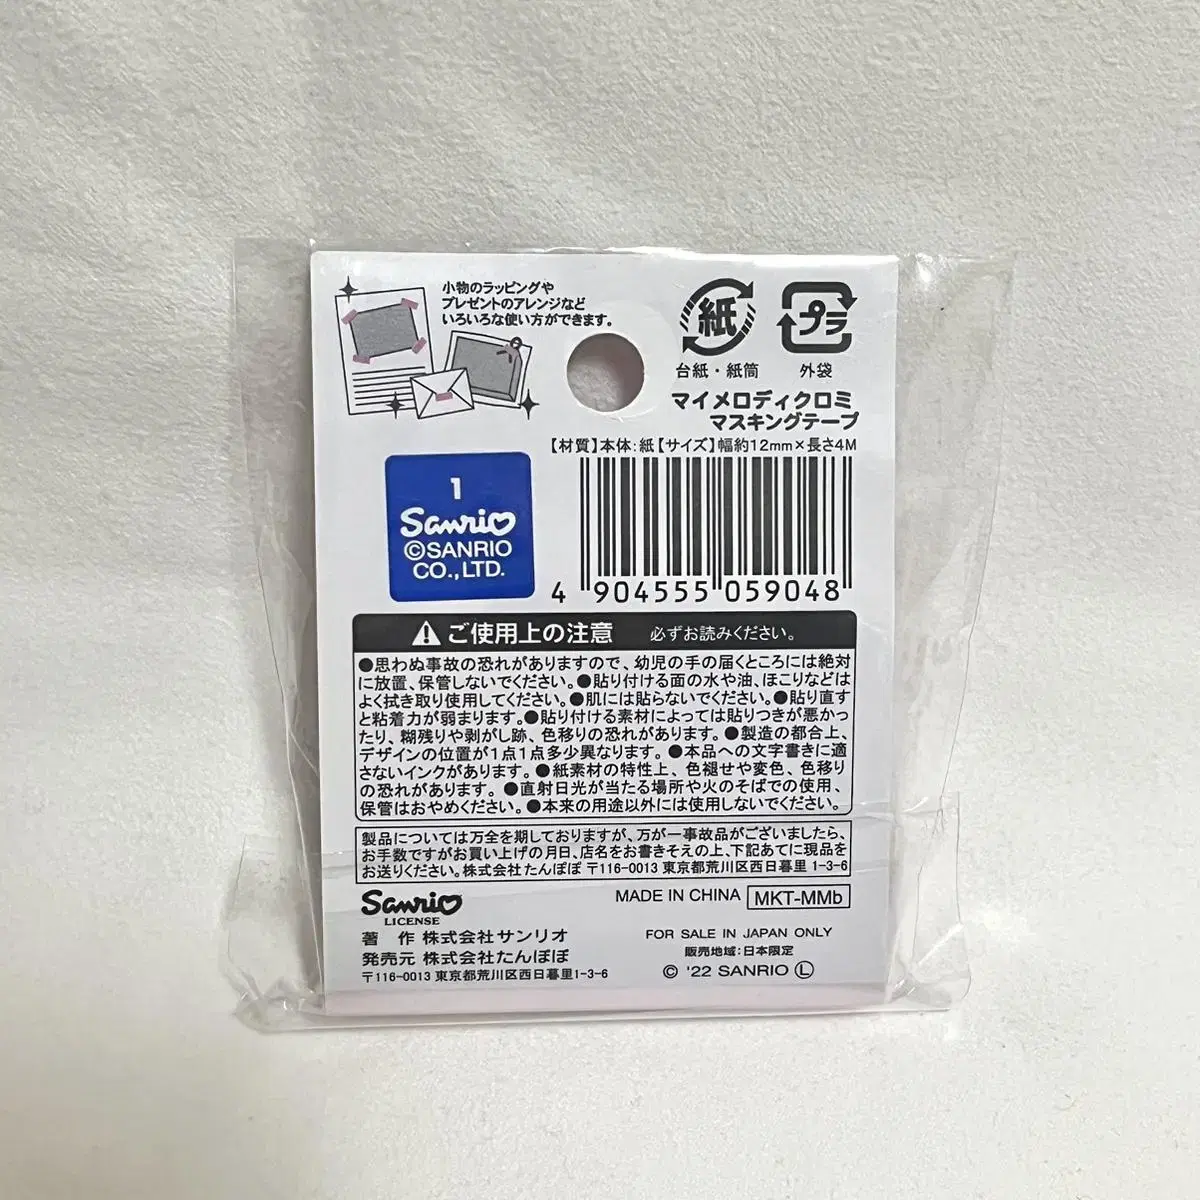 小物のラッピングや
プレゼントのアレンジなど
いろいろな使い方ができます。
紙
プラ
台紙・紙筒
外袋
マイメロディクロミ
マスキングテープ
【材質】本体:紙【サイズ】幅約12mm×長さ4M
1
Sanrio
©SANRIO
CO.,LTD.
4 904555 059048
ご使用上の注意 必ずお読みください。
●思わぬ事故の恐れがありますので、幼児の手の届くところには絶対
に放置、保管しないでください。●貼り付ける面の水や油、ほこりなどは
よく拭き取り使用してください。●肌には貼らないでください。●貼り直す
と粘着力が弱まります。●貼り付ける素材によっては貼りつきが悪かっ
たり、糊残りや剥がし跡、色移りの恐れがあります。●製造の都合上、
デザインの位置が1点1点多少異なります。●本品への文字書きに適
さないインクがあります。●紙素材の特性上、色褪せや変色、色移り
の恐れがあります。●直射日光が当たる場所や火のそばでの使用、
保管はおやめください。●本来の用途以外には使用しないでください。
製品については万全を期しておりますが、万が一事故品がございましたら、
お手数ですがお買い上げの月日、店名をお書きそえの上、下記あてに現品を
お送りください。株式会社たんぽぽ 〒116-0013 東京都荒川区西日暮里 1-3-6
Sanrio
LICENSE
MADE IN CHINA MKT-MMb
著 作 株式会社サンリオ
発売元 株式会社たんぽぽ
〒116-0013 東京都荒川区西日暮里1-3-6
FOR SALE IN JAPAN ONLY
販売地域:日本限定
© '22 SANRIO Ⓛ